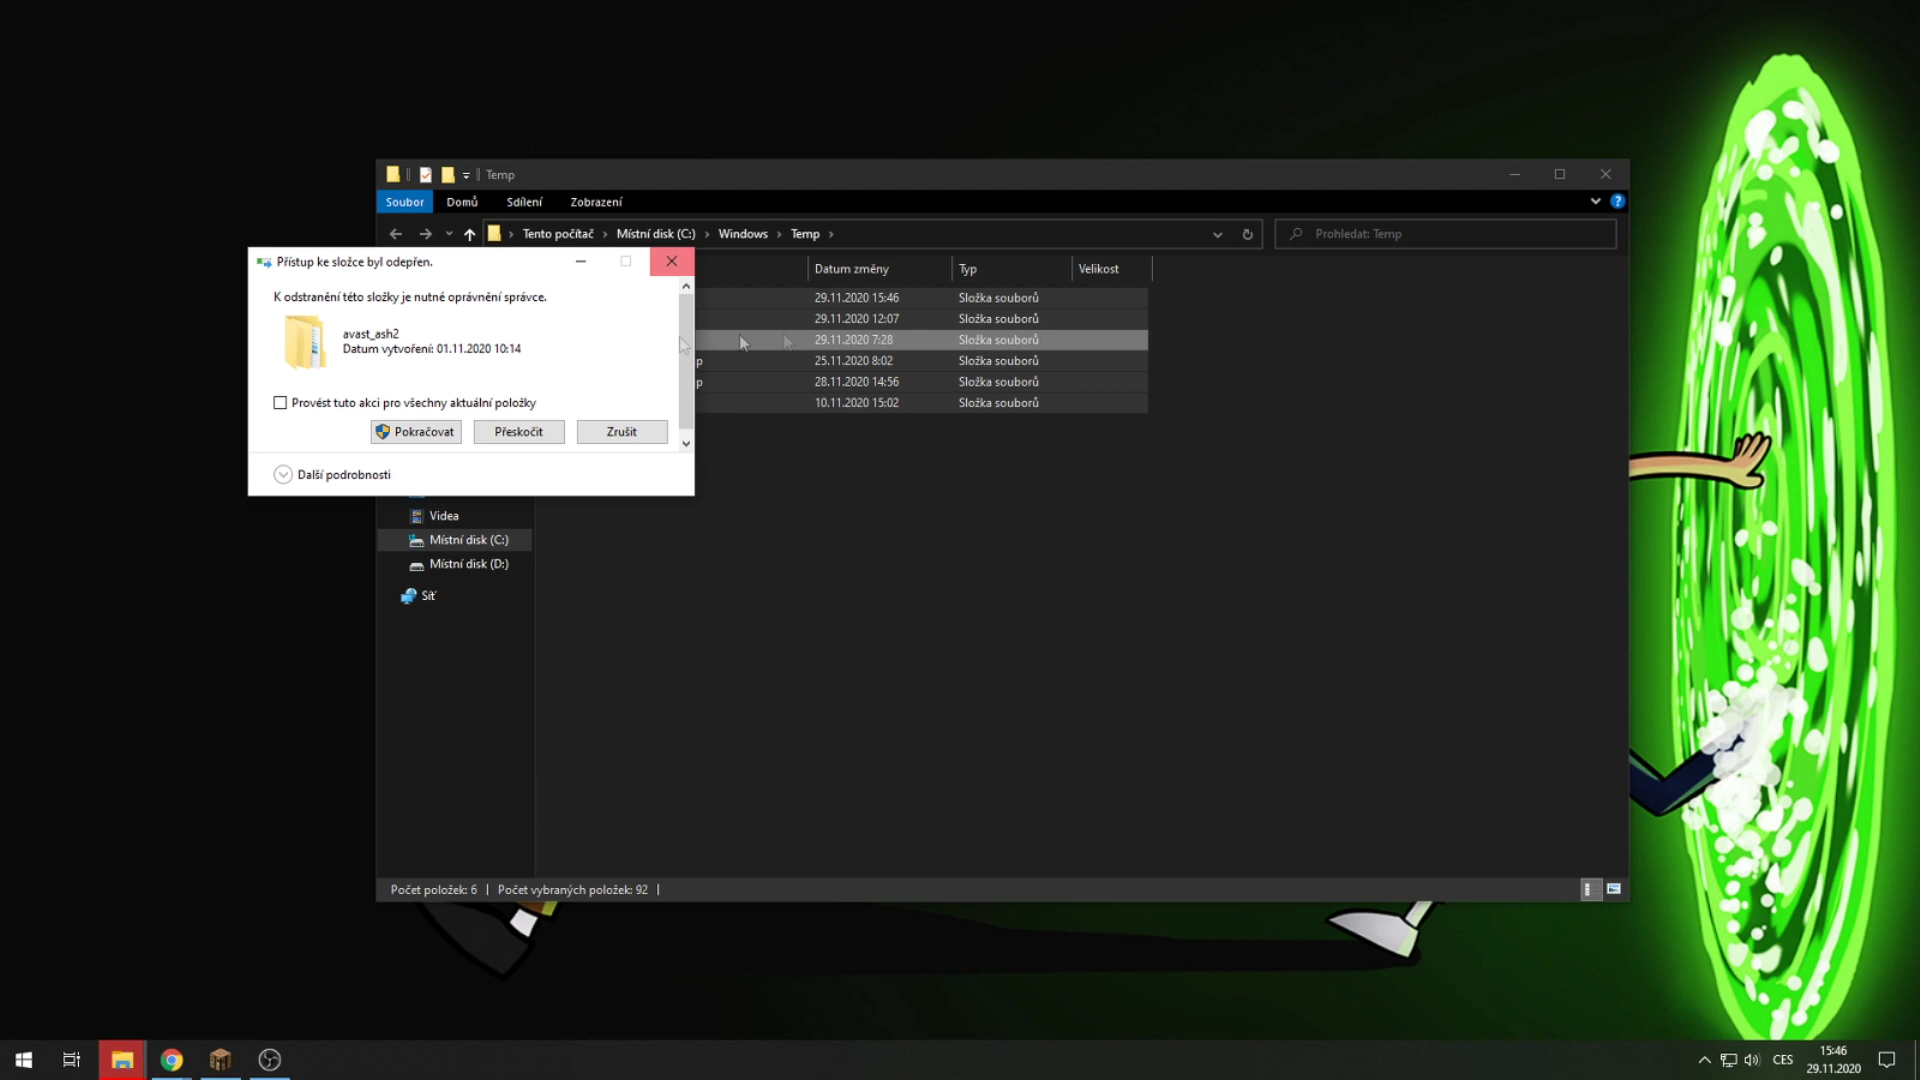 Temp
Soubor Domů Sdílení Zobrazení
Tento počítač Místní disk (C:) Windows Temp
Prohledat: Temp
Přístup ke složce byl odepřen.
K odstranění této složky je nutné oprávnění správce.
avast_ash2
Datum vytvoření: 01.11.2020 10:14
Provést tuto akci pro všechny aktuální položky
Pokračovat Přeskočit Zrušit
Další podrobnosti
Datum změny Typ Velikost
29.11.2020 15:46 Složka souborů
29.11.2020 12:07 Složka souborů
29.11.2020 7:28 Složka souborů
p 25.11.2020 8:02 Složka souborů
p 28.11.2020 14:56 Složka souborů
10.11.2020 15:02 Složka souborů
Videa
Místní disk (C:)
Místní disk (D:)
Síť
Počet položek: 6 Počet vybraných položek: 92
CES
15:46
29.11.2020